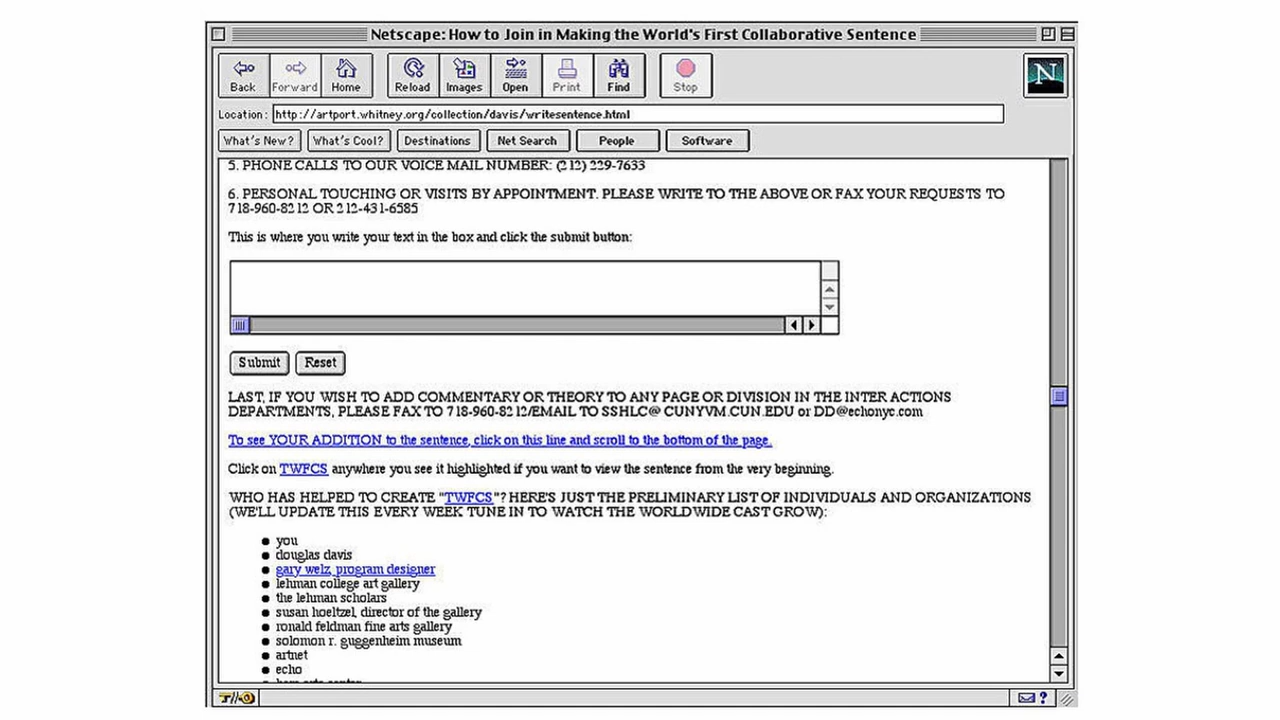 Netscape: How to Join in Making the World's First Collaborative Sentence
Back Forward Home Reload Images Open Print Find Stop
N
Location: http://artport.whitney.org/collection/davis/writesentence.html
What's New? What's Cool? Destinations Net Search People Software
5. PHONE CALLS TO OUR VOICE MAIL NUMBER: (212) 229-7633
6. PERSONAL TOUCHING OR VISITS BY APPOINTMENT. PLEASE WRITE TO THE ABOVE OR FAX YOUR REQUESTS TO
718-960-8212 OR 212-431-6585
This is where you write your text in the box and click the submit button:
Submit Reset
LAST, IF YOU WISH TO ADD COMMENTARY OR THEORY TO ANY PAGE OR DIVISION IN THE INTER ACTIONS
DEPARTMENTS, PLEASE FAX TO 718-960-8212/EMAIL TO SSHLC@ CUNYVM.CUN.EDU or DD@echonyc.com
To see YOUR ADDITION to the sentence, click on this line and scroll to the bottom of the page.
Click on TWFCS anywhere you see it highlighted if you want to view the sentence from the very beginning.
WHO HAS HELPED TO CREATE "TWFCS"? HERE'S JUST THE PRELIMINARY LIST OF INDIVIDUALS AND ORGANIZATIONS
(WE'LL UPDATE THIS EVERY WEEK TUNE IN TO WATCH THE WORLDWIDE CAST GROW):
you
douglas davis
gary welz, program designer
lehman college art gallery
the lehman scholars
susan hoeltzel, director of the gallery
ronald feldman fine arts gallery
solomon r. guggenheim museum
artnet
echo
?